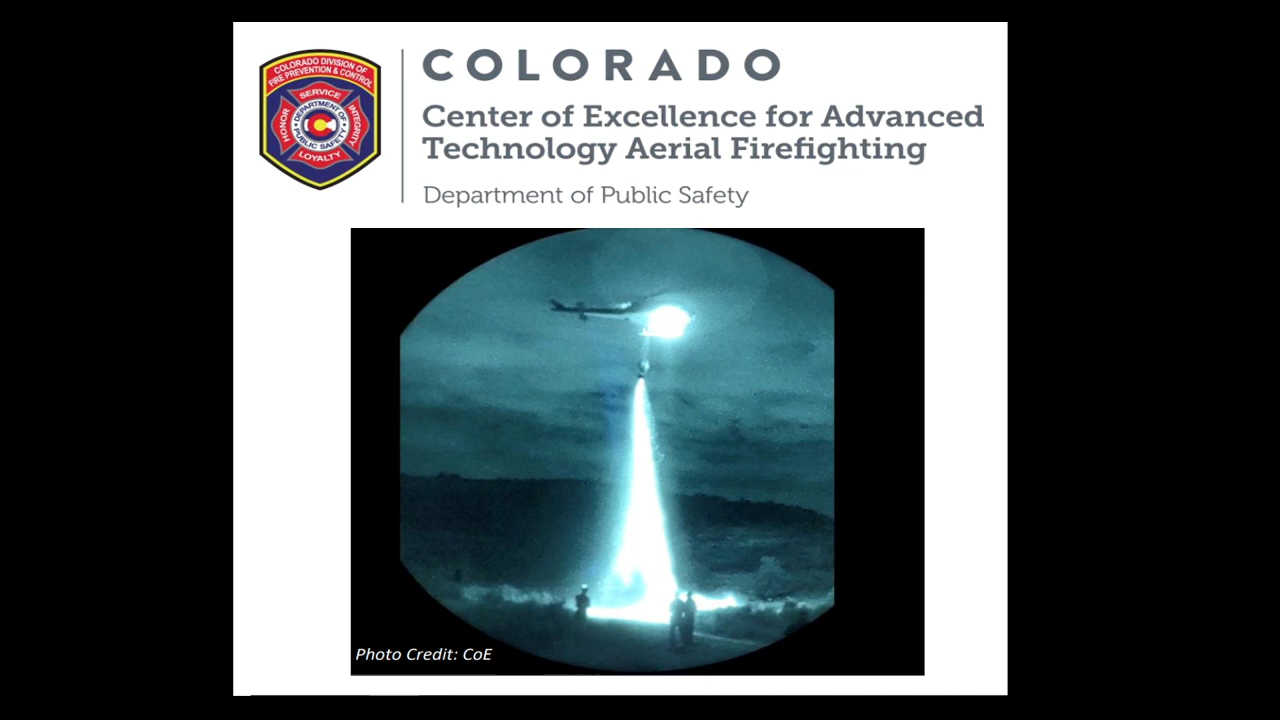 COLORADO DIVISION OF
FIRE PREVENTION & CONTROL
SERVICE
HONOR
INTEGRITY
LOYALTY
DEPARTMENT OF
PUBLIC SAFETY
COLORADO
Center of Excellence for Advanced
Technology Aerial Firefighting
Department of Public Safety
Photo Credit: CoE